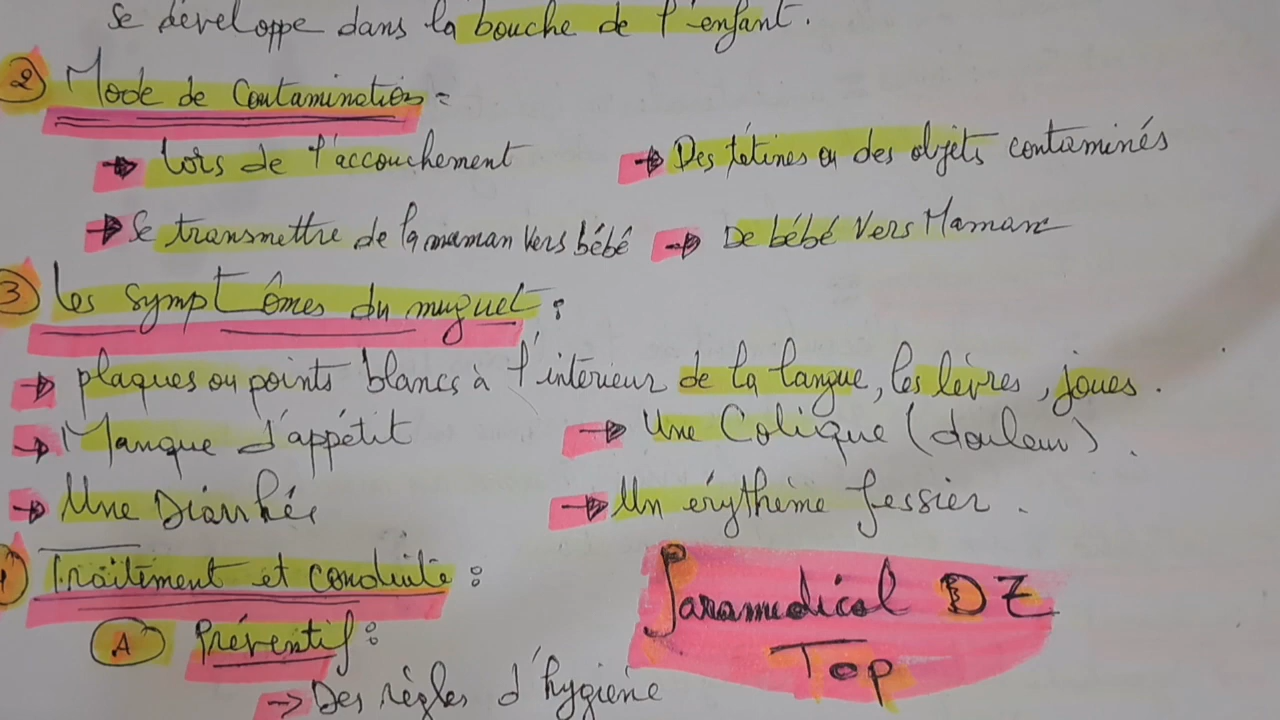 se développe dans la bouche de l'enfant.
2 Mode de Contamination =
→ Lors de l'accouchement → Des tétines ou des objets contaminés
→ Se transmettre de la maman Vers bébé → De bébé Vers Maman
3 Les symptômes du muguet :
→ plaques ou points blancs à l'intérieur de la langue, les lèvres, joues.
→ Manque d'appétit → Une Colique (douleur).
→ Une Diarrhée → Un érythème fessier.
Traitement et conduite :
A Préventif :
→ Des règles d'hygiène
Paramedical DZ
Top